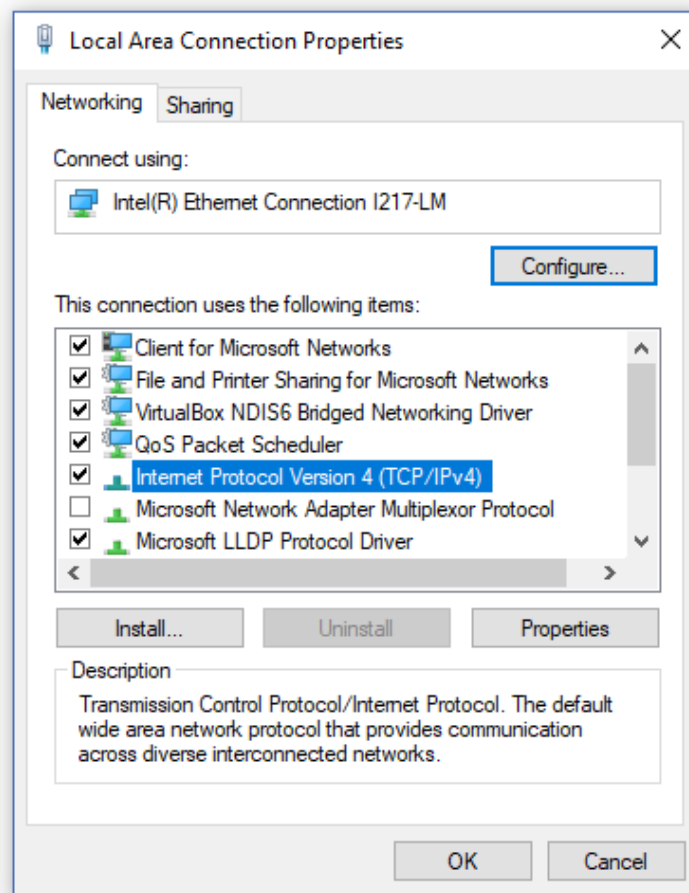 Local Area Connection Properties
Networking
Sharing
Connect using:
Intel(R) Ethernet Connection I217-LM
Configure...
This connection uses the following items:
Client for Microsoft Networks
File and Printer Sharing for Microsoft Networks
VirtualBox NDIS6 Bridged Networking Driver
QoS Packet Scheduler
Internet Protocol Version 4 (TCP/IPv4)
Microsoft Network Adapter Multiplexor Protocol
Microsoft LLDP Protocol Driver
Install...
Uninstall
Properties
Description
Transmission Control Protocol/Internet Protocol. The default
wide area network protocol that provides communication
across diverse interconnected networks.
OK
Cancel